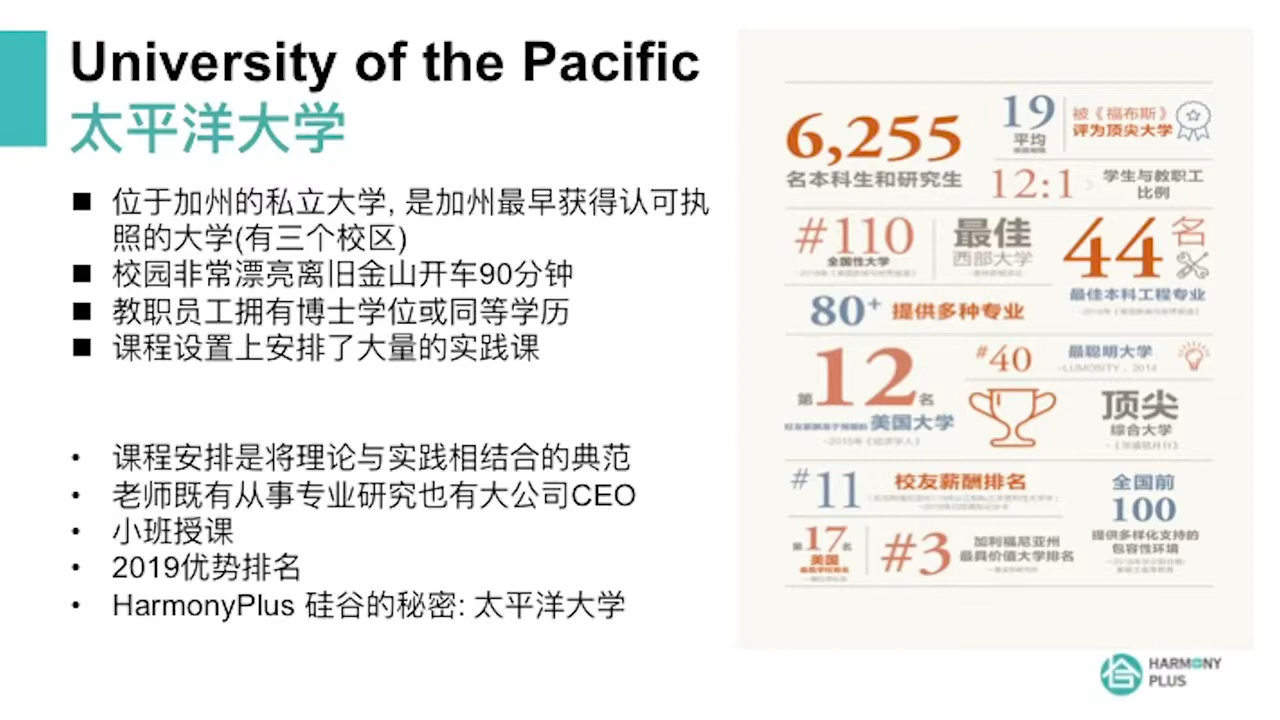 University of the Pacific
太平洋大学
■ 位于加州的私立大学, 是加州最早获得认可执
照的大学(有三个校区)
■ 校园非常漂亮离旧金山开车90分钟
■ 教职员工拥有博士学位或同等学历
■ 课程设置上安排了大量的实践课
• 课程安排是将理论与实践相结合的典范
• 老师既有从事专业研究也有大公司CEO
• 小班授课
• 2019优势排名
• HarmonyPlus 硅谷的秘密: 太平洋大学
6,255
名本科生和研究生
19
平均
被《福布斯》
评为顶尖大学
12:1
学生与教职工
比例
#110
全国性大学
最佳
西部大学
44名
最佳本科工程专业
80+ 提供多种专业
第12名
美国大学
#40
最聪明大学
-LUMOSITY, 2014
顶尖
综合大学
#11
校友薪酬排名
全国前
100
提供多样化支持的
包容性环境
第17名
美国
#3
加利福尼亚州
最具价值大学排名
HARMONY
PLUS